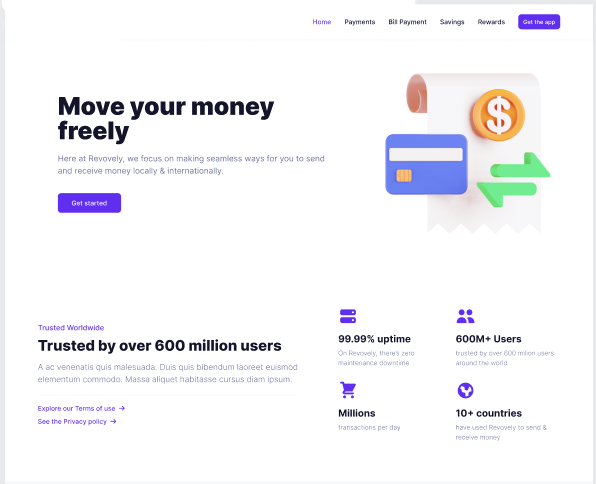 Home Payments Bill Payment Savings Rewards Get the app
Move your money
freely
Here at Revovely, we focus on making seamless ways for you to send
and receive money locally & internationally.
Get started
$
Trusted Worldwide
Trusted by over 600 million users
A ac venenatis quis malesuada. Duis quis bibendum laoreet euismod
elementum commodo. Massa aliquet habitasse cursus diam ipsum.
Explore our Terms of use →
See the Privacy policy →
99.99% uptime
On Revovely, there's zero
maintenance downtime
600M+ Users
trusted by over 600 milion users
around the world
Millions
transactions per day
10+ countries
have used Revovely to send &
receive money